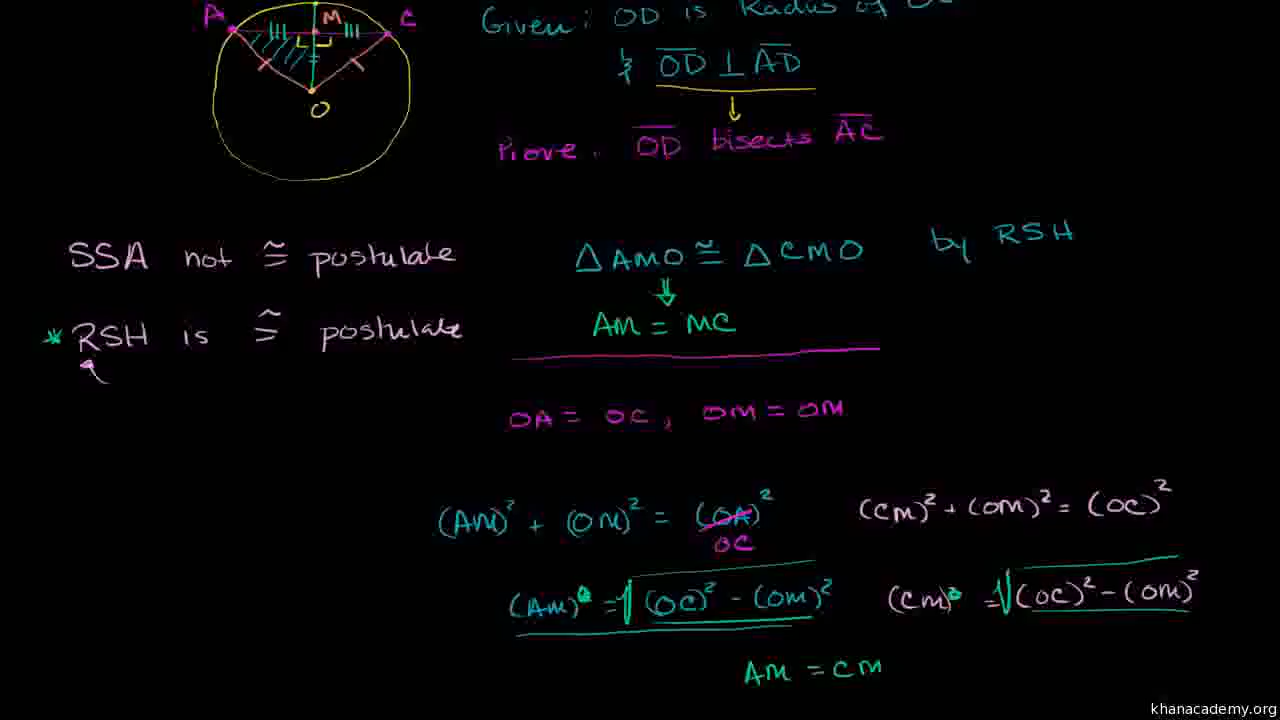 A M C
Given: OD is Radius of
O
& OD ⊥ AD
Prove: OD bisects AC
SSA not ≅ postulate
△AMO ≅ △CMO by RSH
* RSH is ≅ postulate
AM = MC
OA = OC, OM = OM
(AM)² + (OM)² = (OA)²
OC
(CM)² + (OM)² = (OC)²
(AM) = √(OC)² - (OM)²
(CM) = √(OC)² - (OM)²
AM = CM
khanacademy.org